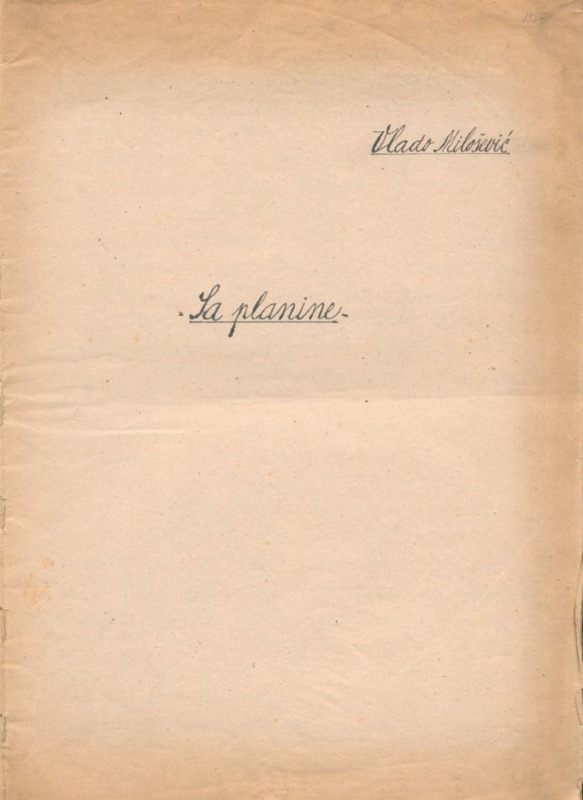 Vlado Milošević
- Sa planine -